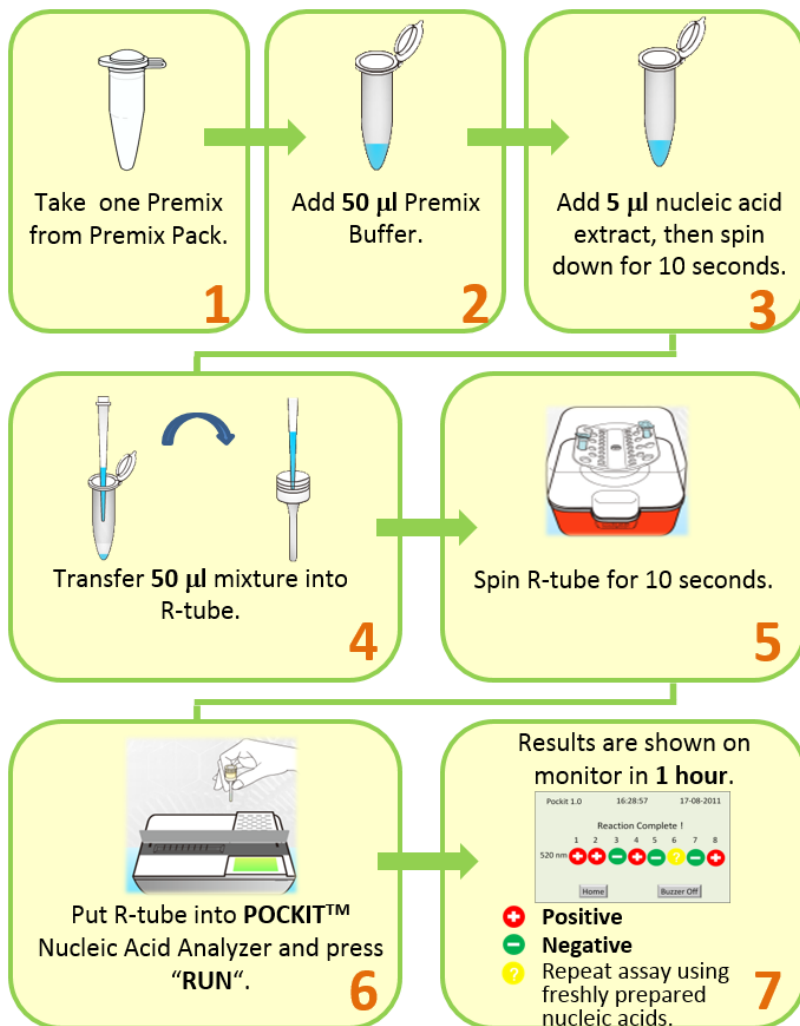 Take one Premix
from Premix Pack.
1
Add 50 µl Premix
Buffer.
2
Add 5 µl nucleic acid
extract, then spin
down for 10 seconds.
3
Transfer 50 µl mixture into
R-tube.
4
Spin R-tube for 10 seconds.
5
Put R-tube into POCKIT™
Nucleic Acid Analyzer and press
“RUN“.
6
Results are shown on
monitor in 1 hour.
Pockit 1.0 16:28:57 17-08-2011
Reaction Complete !
1 2 3 4 5 6 7 8
520 nm + + − + − ? − +
Home Buzzer Off
+ Positive
− Negative
? Repeat assay using
freshly prepared
nucleic acids.
7